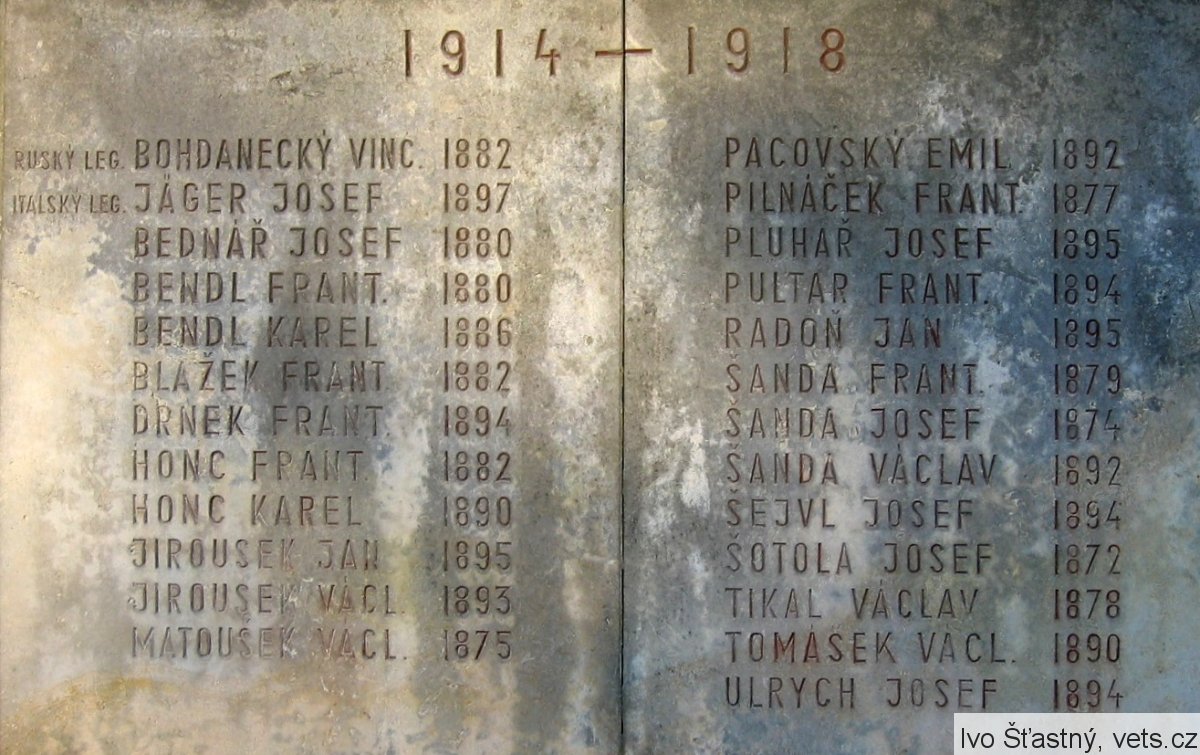 1914 – 1918
RUSKÝ LEG. BOHDANECKÝ VINC. 1882
ITALSKÝ LEG. JÁGER JOSEF 1897
BEDNÁŘ JOSEF 1880
BENDL FRANT. 1880
BENDL KAREL 1886
BLAŽEK FRANT. 1882
DRNEK FRANT. 1894
HONC FRANT. 1882
HONC KAREL 1890
JIROUSEK JAN 1895
JIROUŠEK VÁCL. 1893
MATOUŠEK VÁCL. 1875
PACOVSKÝ EMIL 1892
PILNÁČEK FRANT. 1877
PLUHAŘ JOSEF 1895
PULTAR FRANT. 1894
RADOŇ JAN 1895
ŠANDA FRANT. 1879
ŠANDA JOSEF 1874
ŠANDA VÁCLAV 1892
ŠEJVL JOSEF 1894
ŠOTOLA JOSEF 1872
TIKAL VÁCLAV 1878
TOMÁŠEK VÁCL. 1890
ULRYCH JOSEF 1894
Ivo Šťastný, vets.cz